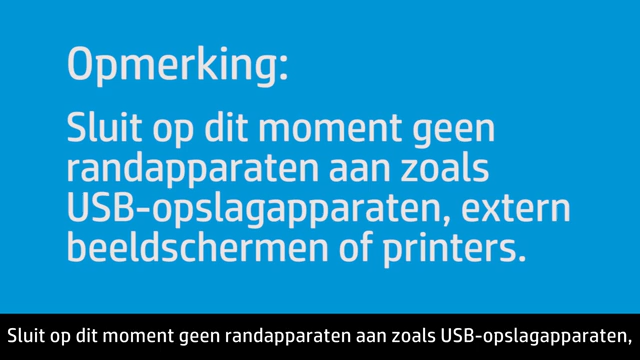 Opmerking:
Sluit op dit moment geen
randapparaten aan zoals
USB-opslagapparaten, extern
beeldschermen of printers.
Sluit op dit moment geen randapparaten aan zoals USB-opslagapparaten,